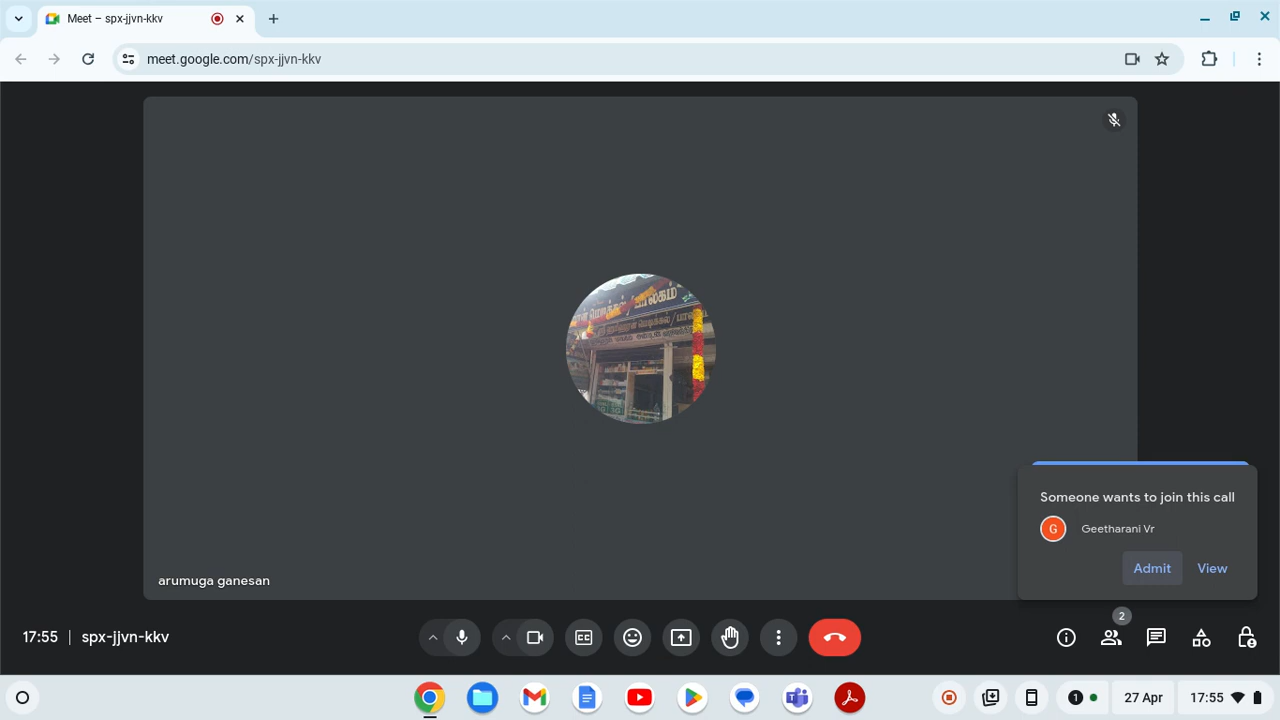 Meet – spx-jjvn-kkv
meet.google.com/spx-jjvn-kkv
arumuga ganesan
Someone wants to join this call
G
Geetharani Vr
Admit
View
17:55
spx-jjvn-kkv
CC
2
1
27 Apr
17:55